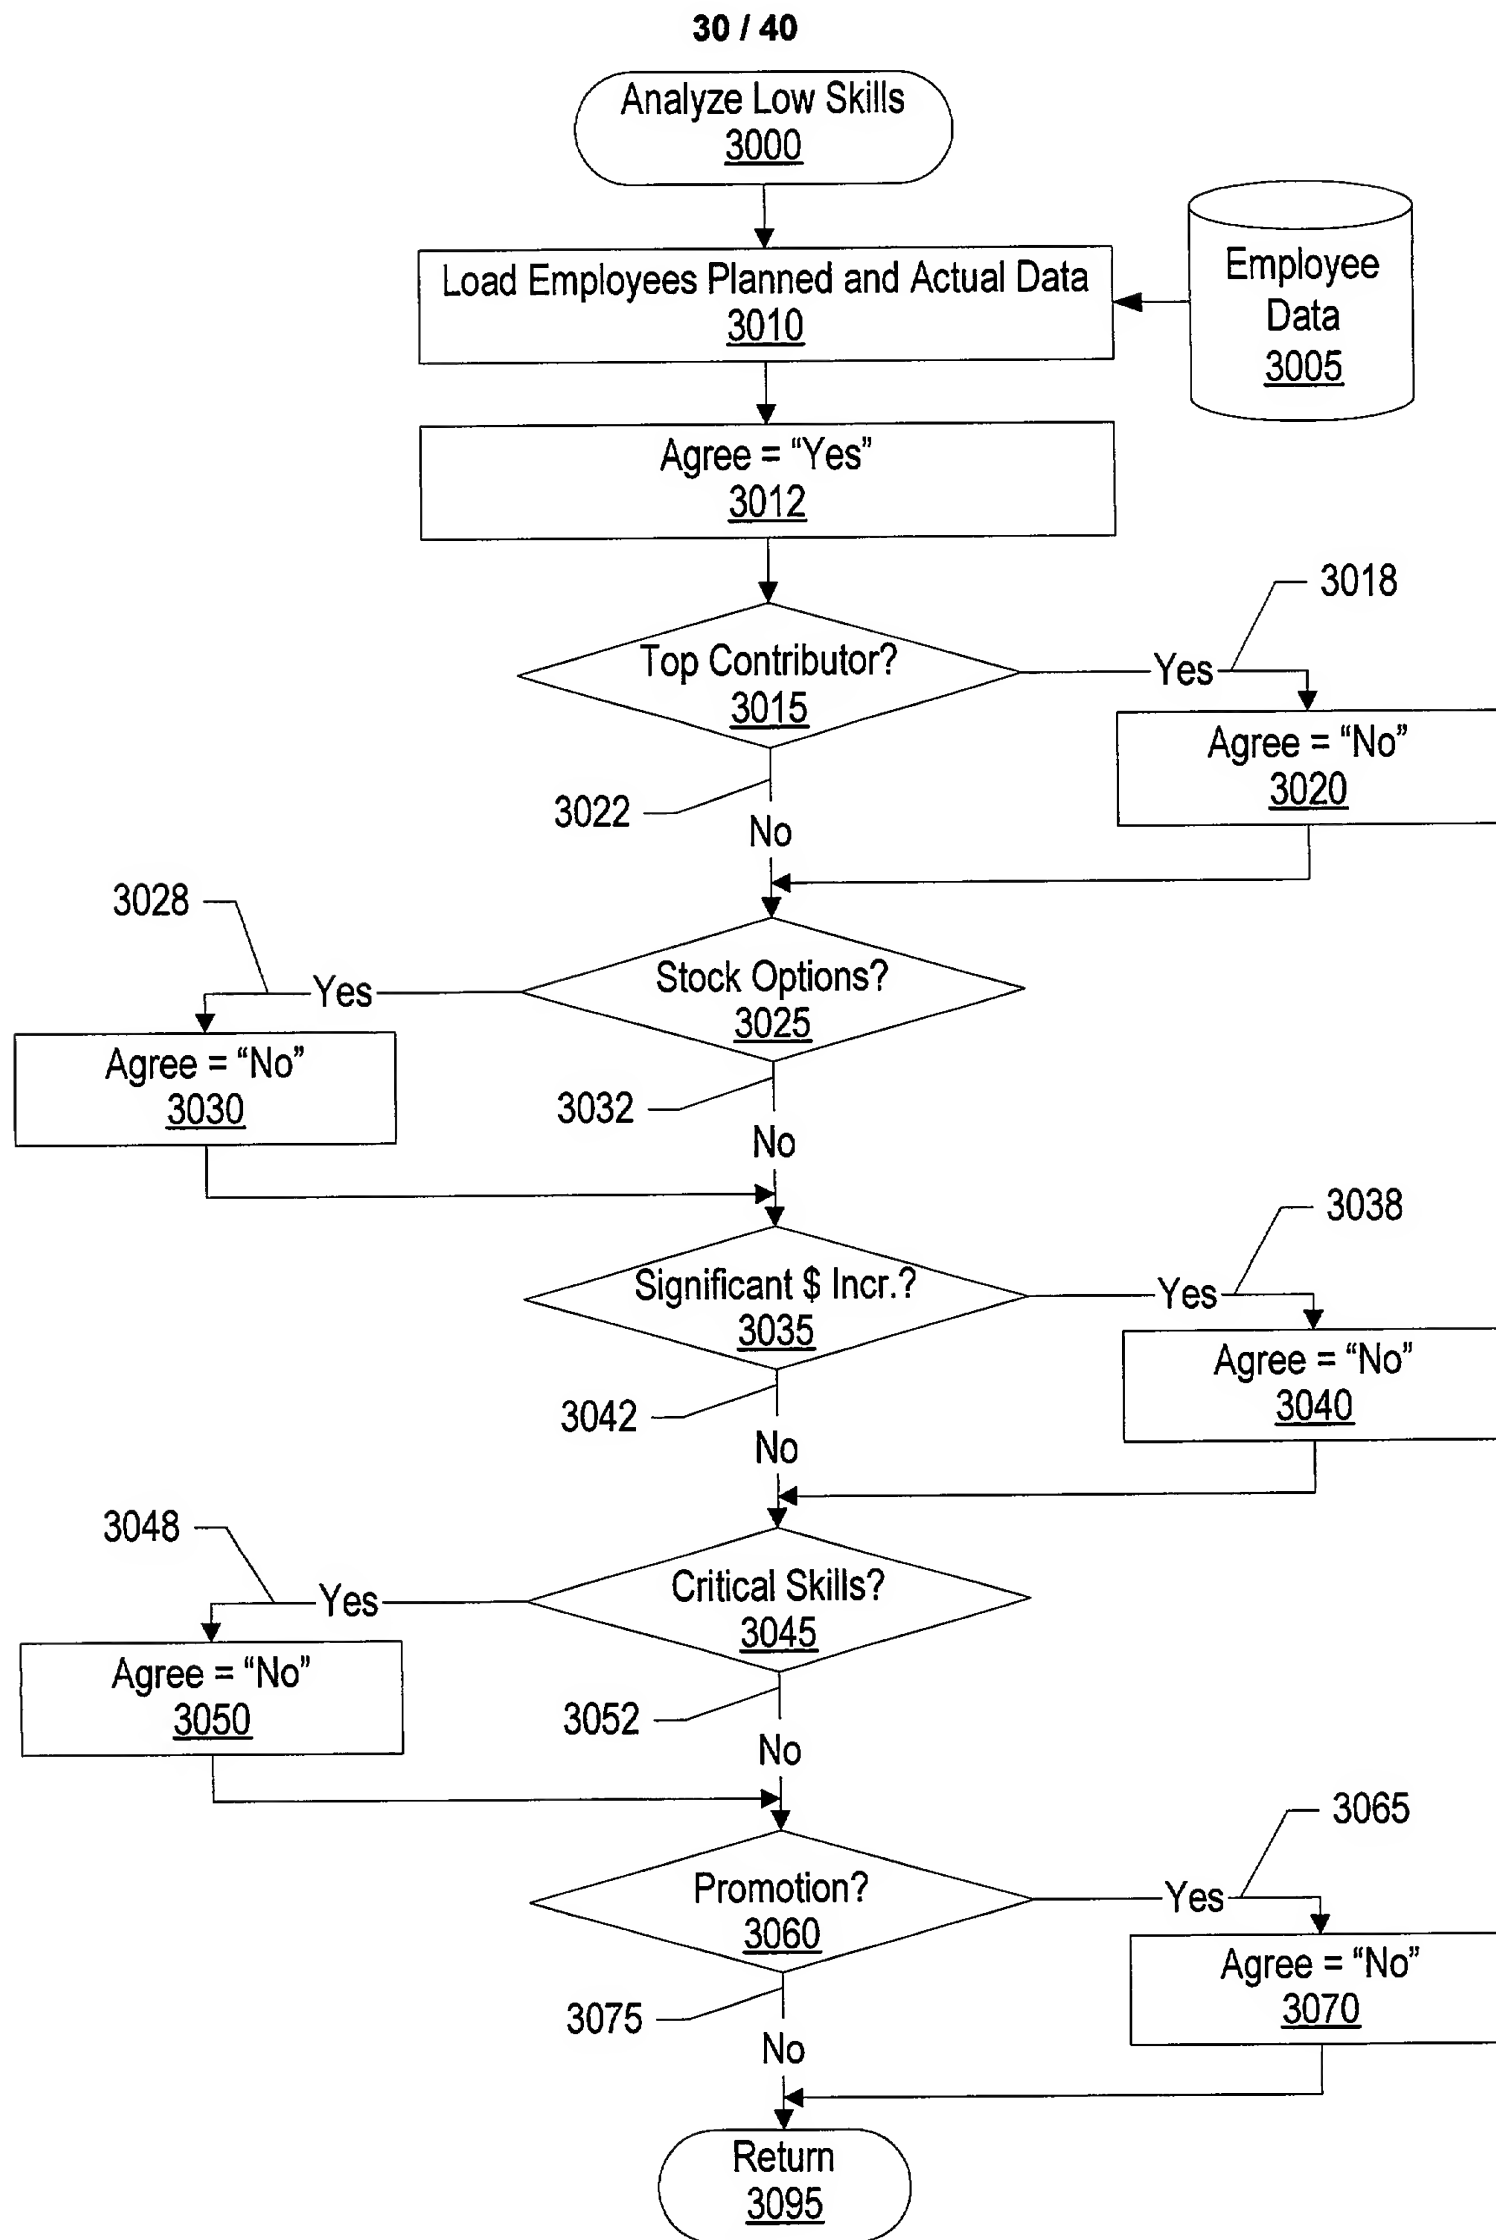 30 / 40
Analyze Low Skills
3000
Load Employees Planned and Actual Data
3010
Employee
Data
3005
Agree = “Yes”
3012
3018
Top Contributor?
3015
Yes
Agree = “No”
3020
3022
No
3028
Stock Options?
3025
Yes
Agree = “No”
3030
3032
No
3038
Significant $ Incr.?
3035
Yes
Agree = “No”
3040
3042
No
3048
Critical Skills?
3045
Yes
Agree = “No”
3050
3052
No
3065
Promotion?
3060
Yes
Agree = “No”
3070
3075
No
Return
3095